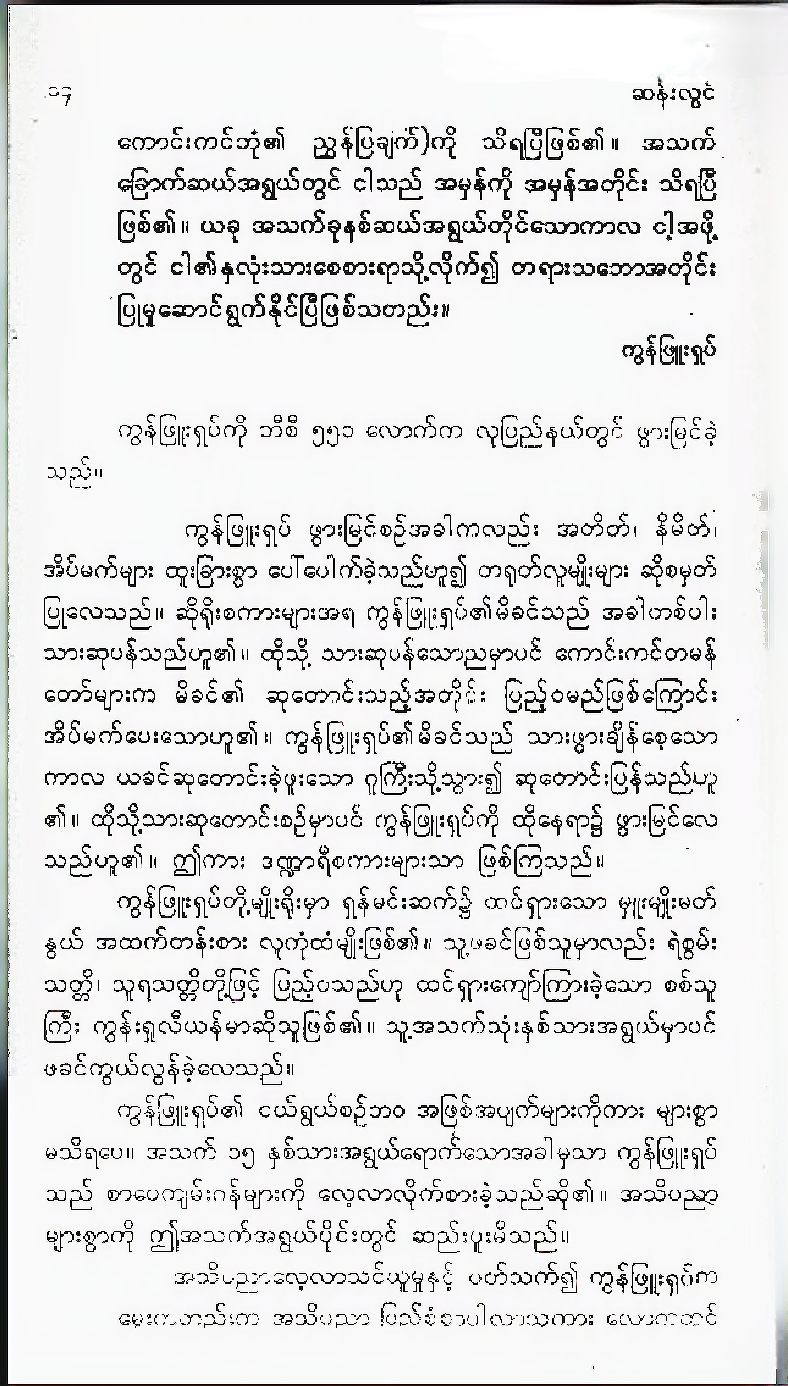 ၁၄ ဆန်းလွင်
ကောင်းကင်ဘုံ၏ ညွှန်ပြချက်)ကို သိရပြီဖြစ်၏။ အသက်
ခြောက်ဆယ်အရွယ်တွင် ငါသည် အမှန်ကို အမှန်အတိုင်း သိရပြီ
ဖြစ်၏။ ယခု အသက်ခုနစ်ဆယ်အရွယ်တိုင်သောကာလ ငါ့အဖို့
တွင် ငါ၏နှလုံးသားစေစားရာသို့လိုက်၍ တရားသဘောအတိုင်း
ပြုမှုဆောင်ရွက်နိုင်ပြီဖြစ်သတည်း။
ကွန်ဖြူးရှပ်
ကွန်ဖြူးရှပ်ကို ဘီစီ ၅၅၁ လောက်က လုပြည်နယ်တွင် ဖွားမြင်ခဲ့
သည်။
ကွန်ဖြူးရှပ် ဖွားမြင်စဉ်အခါကလည်း အတိတ်၊ နိမိတ်၊
အိပ်မက်များ ထူးခြားစွာ ပေါ်ပေါက်ခဲ့သည်ဟူ၍ တရုတ်လူမျိုးများ ဆိုစမှတ်
ပြုလေသည်။ ဆိုရိုးစကားများအရ ကွန်ဖြူးရှပ်၏မိခင်သည် အခါတစ်ပါး
သားဆုပန်သည်ဟူ၏။ ထိုသို့ သားဆုပန်သောညမှာပင် ကောင်းကင်တမန်
တော်များက မိခင်၏ ဆုတောင်းသည့်အတိုင်း ပြည့်ဝမည်ဖြစ်ကြောင်း
အိပ်မက်ပေးသောဟူ၏။ ကွန်ဖြူးရှပ်၏မိခင်သည် သားဖွားချိန်စေ့သော
ကာလ ယခင်ဆုတောင်းခဲ့ဖူးသော ဂူကြီးသို့သွား၍ ဆုတောင်းပြန်သည်ဟူ
၏။ ထိုသို့သားဆုတောင်းစဉ်မှာပင် ကွန်ဖြူးရှပ်ကို ထိုနေရာ၌ ဖွားမြင်လေ
သည်ဟူ၏။ ဤကား ဒဏ္ဍာရီစကားများသာ ဖြစ်ကြသည်။
ကွန်ဖြူးရှပ်တို့မျိုးရိုးမှာ ရှန်မင်းဆက်၌ ထင်ရှားသော မှူးမျိုးမတ်
နွယ် အထက်တန်းစား လူကုံထံမျိုးဖြစ်၏။ သူ့ဖခင်ဖြစ်သူမှာလည်း ရဲစွမ်း
သတ္တိ၊ သူရသတ္တိတို့ဖြင့် ပြည့်ဝသည်ဟု ထင်ရှားကျော်ကြားခဲ့သော စစ်သူ
ကြီး ကွန်းရှူလီယန်မာဆိုသူဖြစ်၏။ သူ့အသက်သုံးနှစ်သားအရွယ်မှာပင်
ဖခင်ကွယ်လွန်ခဲ့လေသည်။
ကွန်ဖြူးရှပ်၏ ငယ်ရွယ်စဉ်ဘဝ အဖြစ်အပျက်များကိုကား များစွာ
မသိရပေ။ အသက် ၁၅ နှစ်သားအရွယ်ရောက်သောအခါမှသာ ကွန်ဖြူးရှပ်
သည် စာပေကျမ်းဂန်များကို လေ့လာလိုက်စားခဲ့သည်ဆို၏။ အသိပညာ
များစွာကို ဤအသက်အရွယ်ပိုင်းတွင် ဆည်းပူးမိသည်။
အသိပညာလေ့လာသင်ယူမှုနှင့် ပတ်သက်၍ ကွန်ဖြူးရှပ်က
အသိပညာ